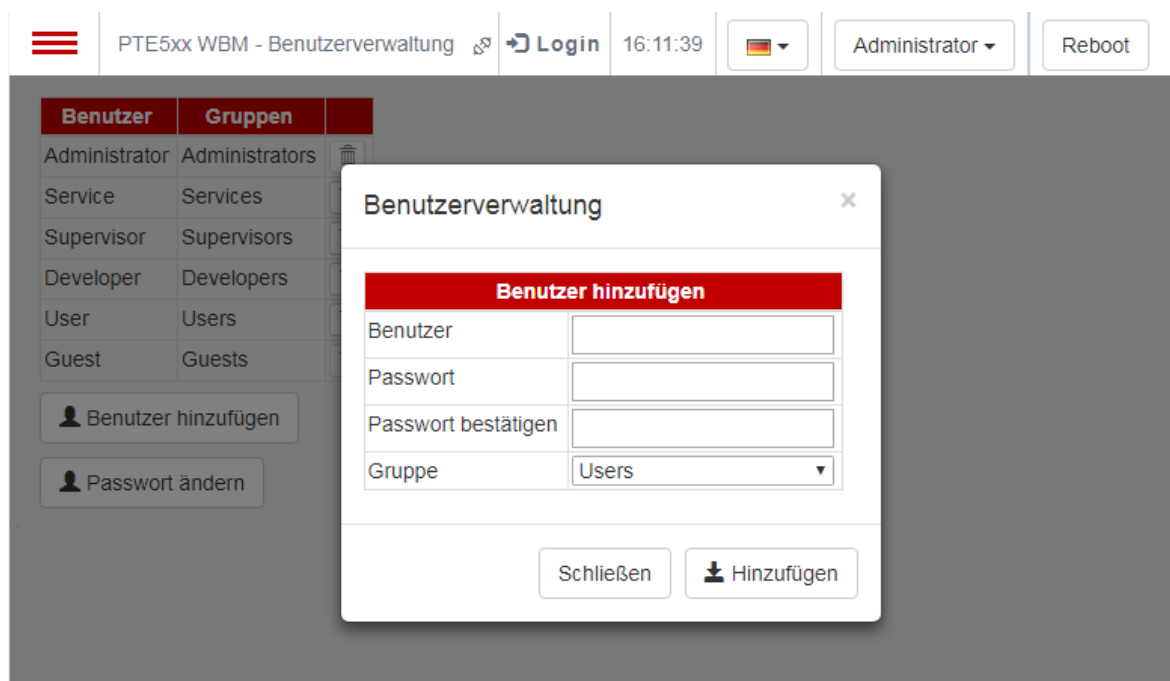 PTE5xx WBM - Benutzerverwaltung Login 16:11:39 Administrator Reboot
Benutzer Gruppen
Administrator Administrators
Service Services
Supervisor Supervisors
Developer Developers
User Users
Guest Guests
Benutzer hinzufügen
Passwort ändern
Benutzerverwaltung ×
Benutzer hinzufügen
Benutzer
Passwort
Passwort bestätigen
Gruppe Users
Schließen Hinzufügen